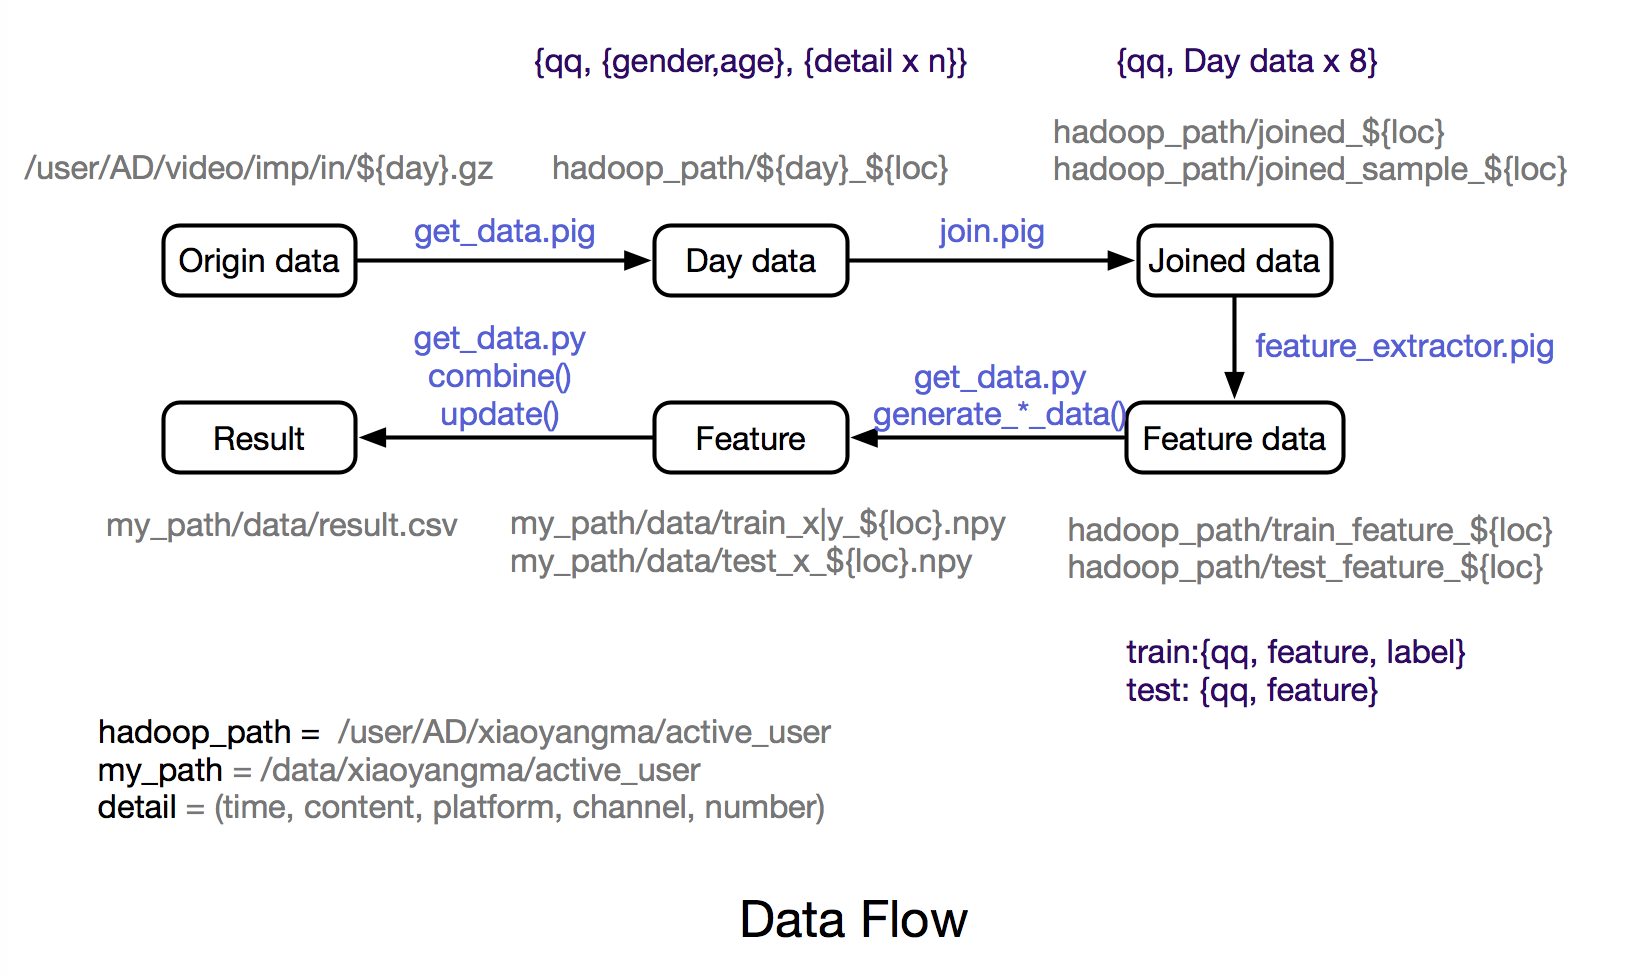 {qq, {gender,age}, {detail x n}}
{qq, Day data x 8}
hadoop_path/joined_${loc}
/user/AD/video/imp/in/${day}.gz
hadoop_path/${day}_${loc}
hadoop_path/joined_sample_${loc}
get_data.pig
join.pig
Origin data
Day data
Joined data
get_data.py
combine()
update()
feature_extractor.pig
get_data.py
generate_*_data()
Result
Feature
Feature data
my_path/data/result.csv
my_path/data/train_x|y_${loc}.npy
my_path/data/test_x_${loc}.npy
hadoop_path/train_feature_${loc}
hadoop_path/test_feature_${loc}
train:{qq, feature, label}
test: {qq, feature}
hadoop_path = /user/AD/xiaoyangma/active_user
my_path = /data/xiaoyangma/active_user
detail = (time, content, platform, channel, number)
Data Flow